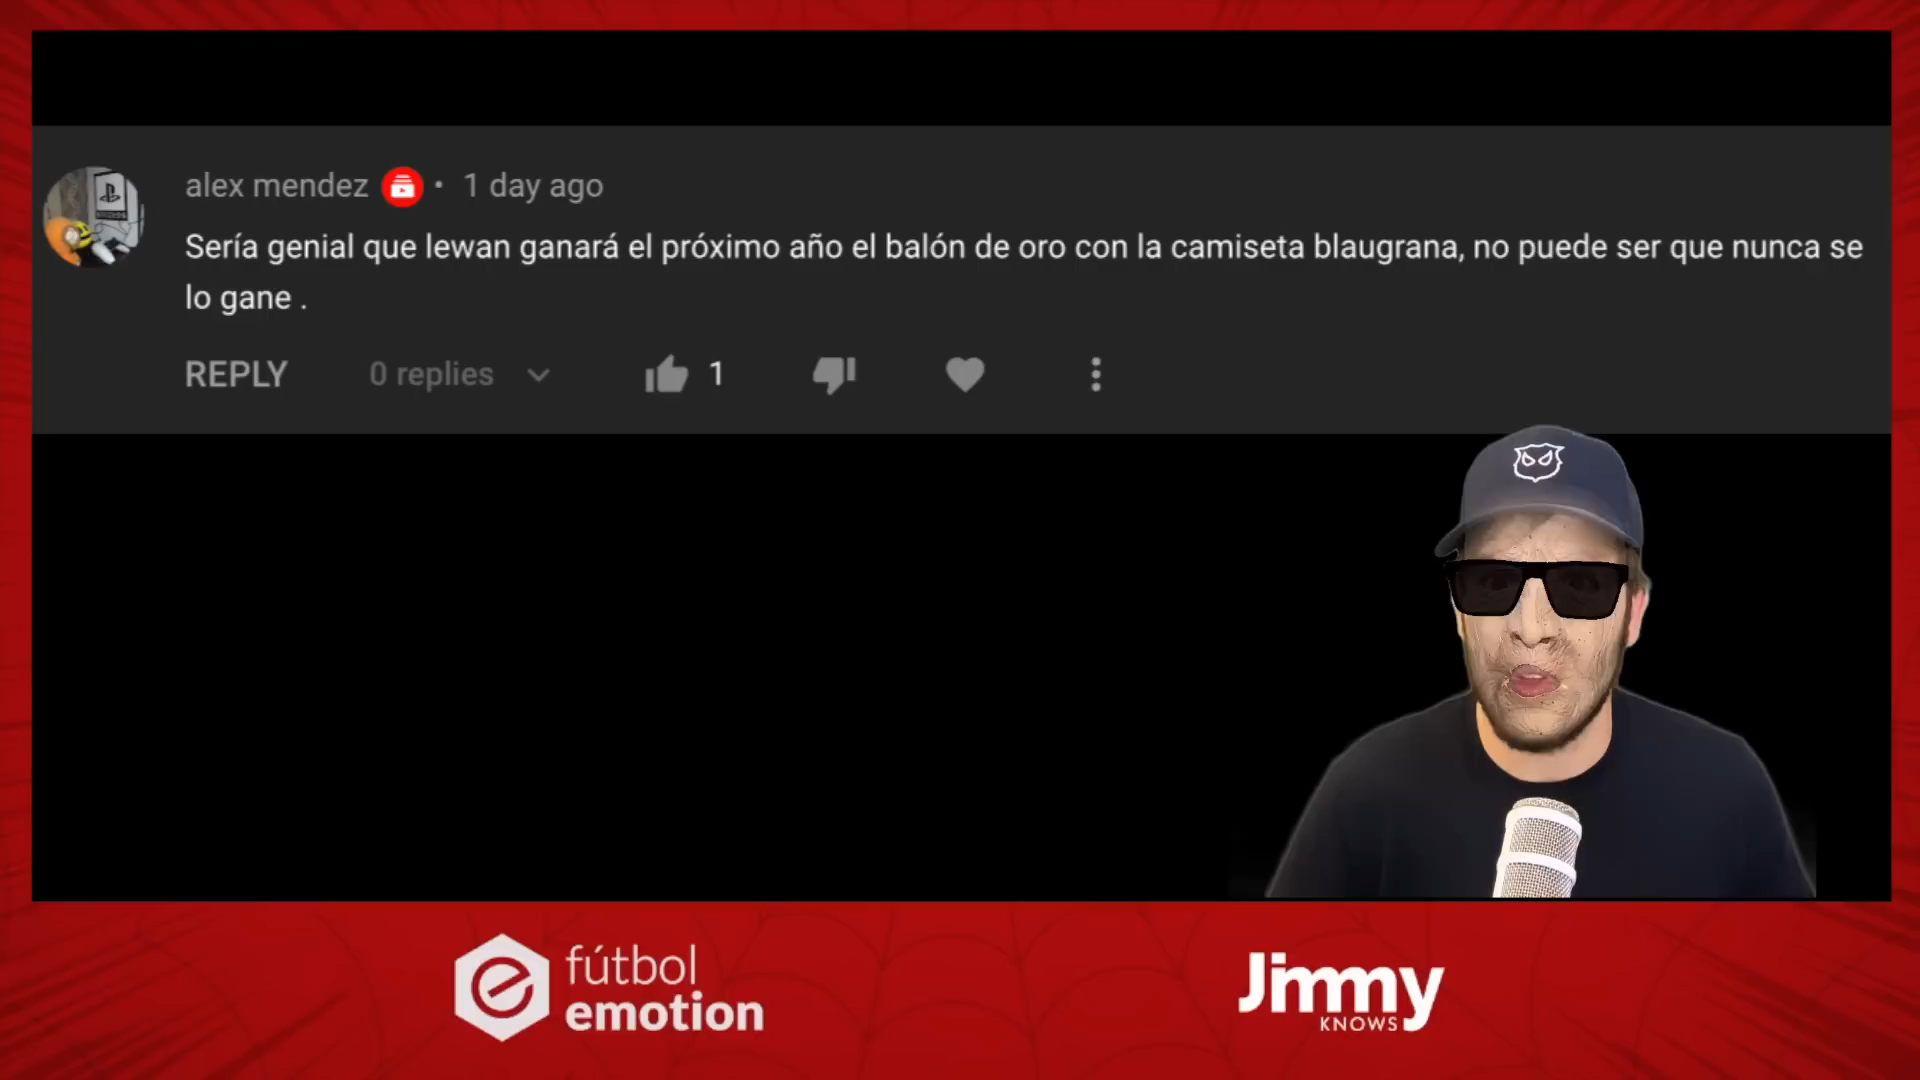 alex mendez • 1 day ago
Sería genial que lewan ganará el próximo año el balón de oro con la camiseta blaugrana, no puede ser que nunca se
lo gane .
REPLY 0 replies 1
fútbol
emotion
Jimmy
KNOWS